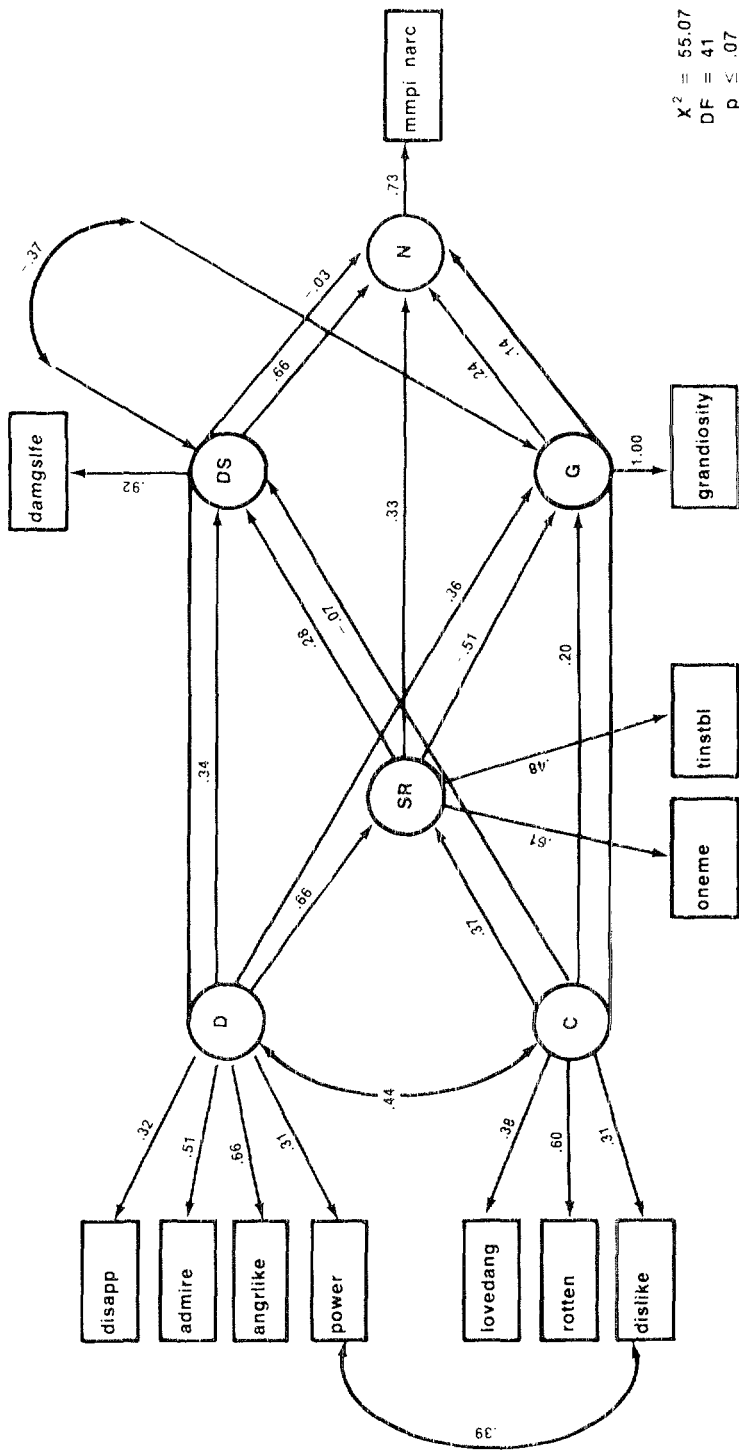 damgslfe
.92
-.37
disapp
.32
admire
.51
angrlike
.66
power
.31
D
.34
DS
-.03
.66
.66
.28
-.07
SR
.33
N
.73
mmpi narc
.44
.37
.36
-.51
.24
.14
lovedang
.38
rotten
.60
dislike
.31
C
.20
G
1.00
grandiosity
.39
.61
oneme
.48
tinstbl
X² = 55.07
DF = 41
p ≤ .07